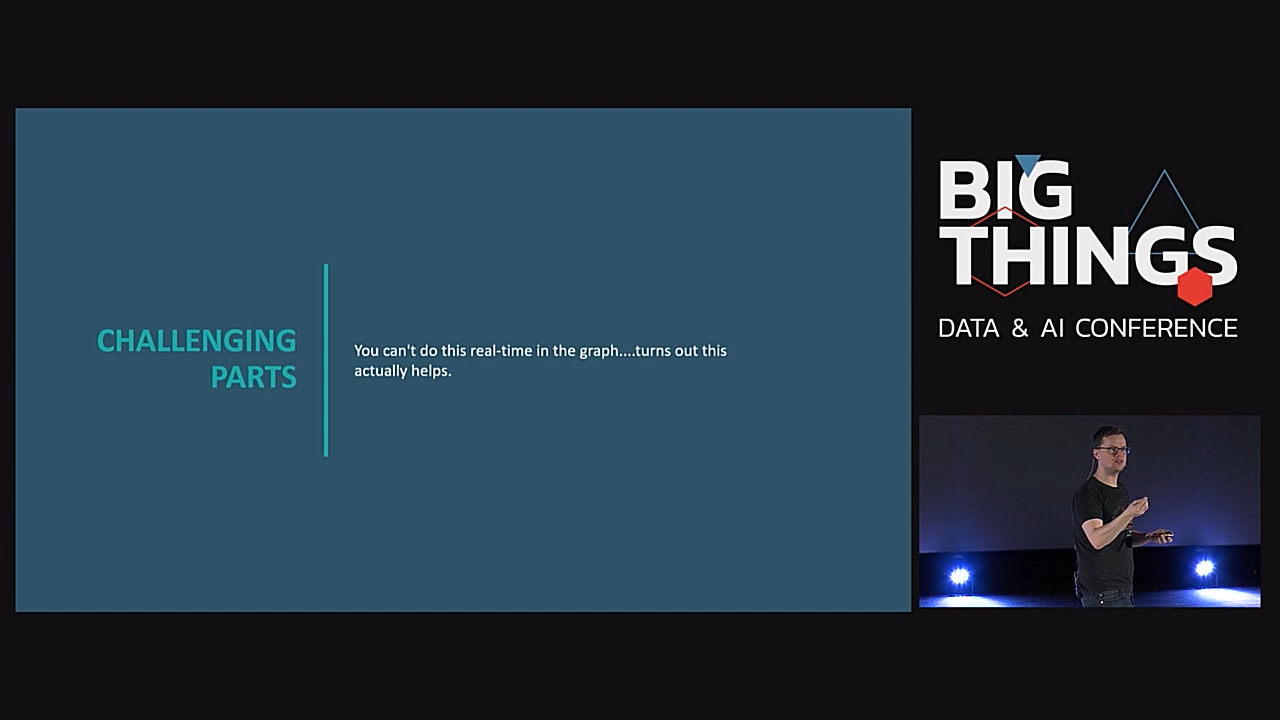 CHALLENGING
PARTS
You can't do this real-time in the graph....turns out this
actually helps.
BIG
THINGS
DATA & AI CONFERENCE